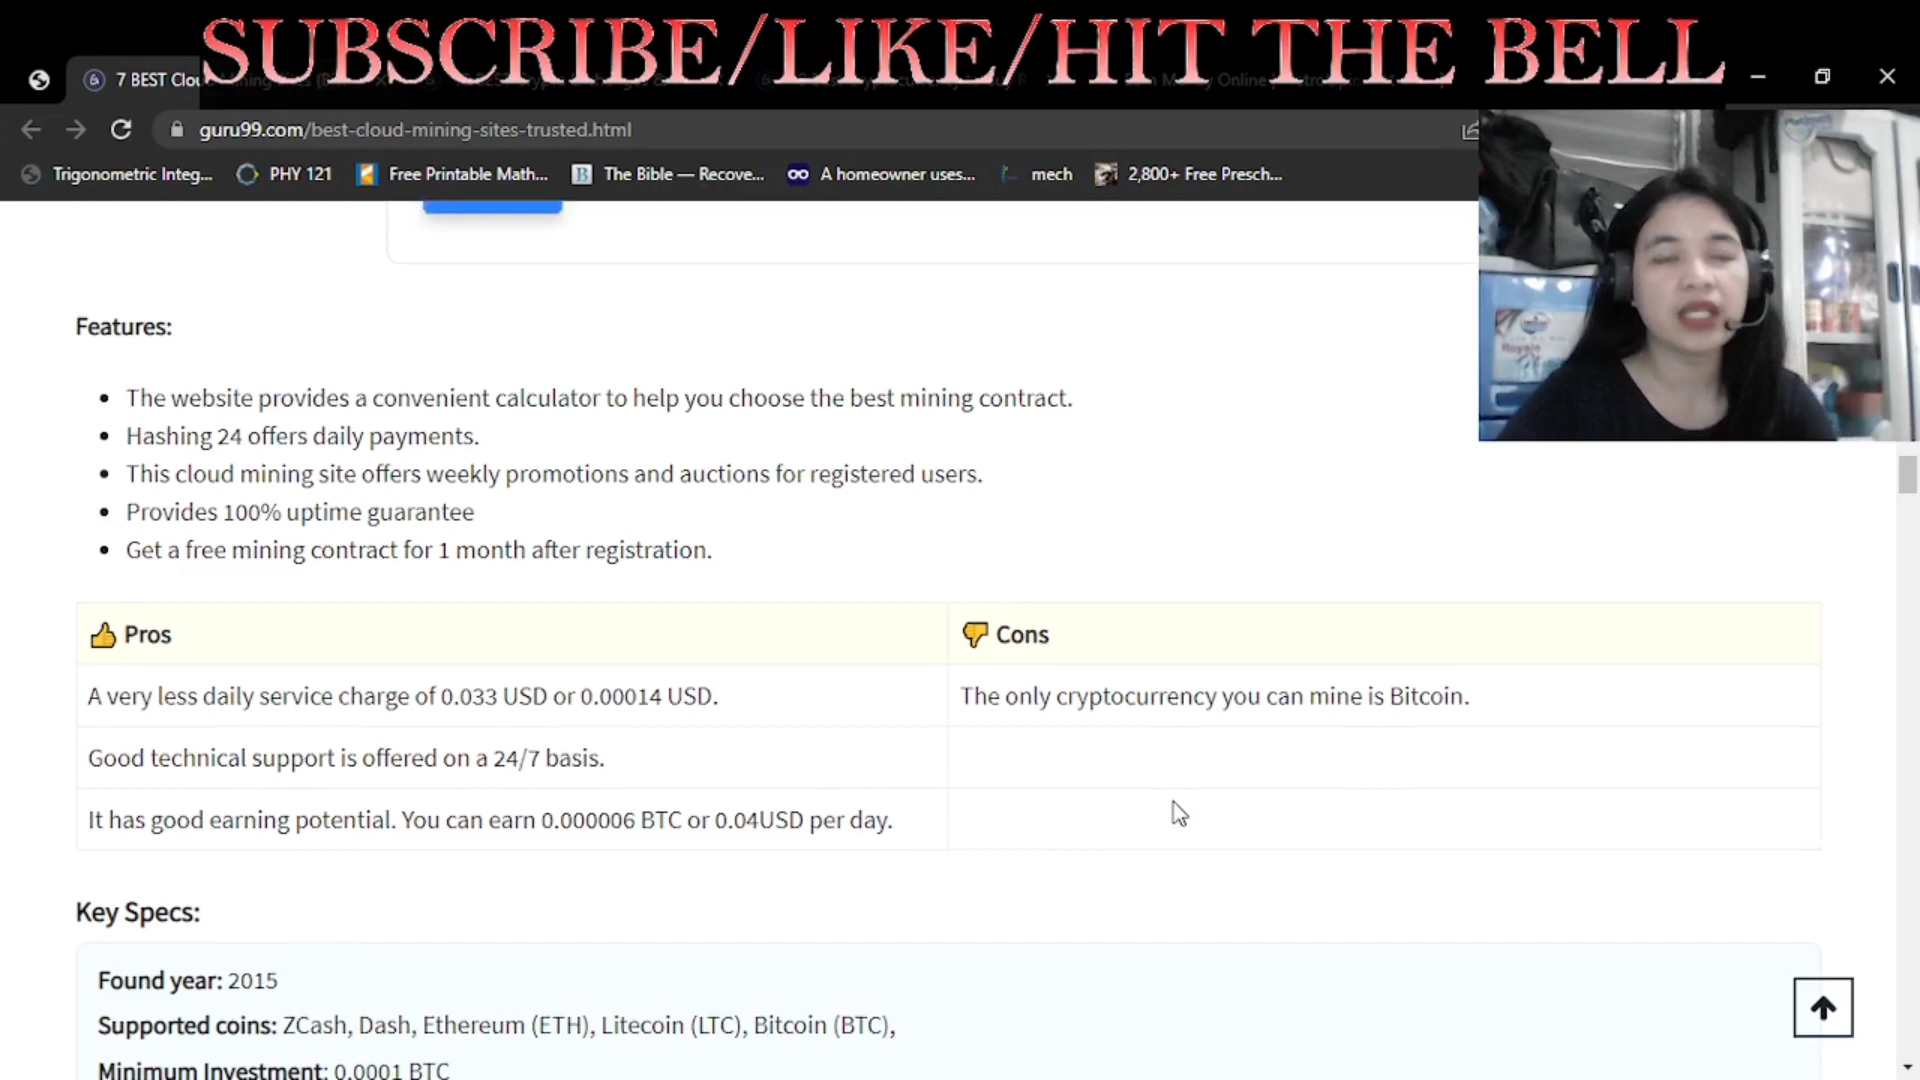 SUBSCRIBE/LIKE/HIT THE BELL
7 BEST Clou
guru99.com/best-cloud-mining-sites-trusted.html
Trigonometric Integ... PHY 121 Free Printable Math... The Bible — Recove... A homeowner uses... mech 2,800+ Free Presch...
Features:
The website provides a convenient calculator to help you choose the best mining contract.
Hashing 24 offers daily payments.
This cloud mining site offers weekly promotions and auctions for registered users.
Provides 100% uptime guarantee
Get a free mining contract for 1 month after registration.
Pros Cons
A very less daily service charge of 0.033 USD or 0.00014 USD. The only cryptocurrency you can mine is Bitcoin.
Good technical support is offered on a 24/7 basis.
It has good earning potential. You can earn 0.000006 BTC or 0.04USD per day.
Key Specs:
Found year: 2015
Supported coins: ZCash, Dash, Ethereum (ETH), Litecoin (LTC), Bitcoin (BTC),
Minimum Investment: 0.0001 BTC